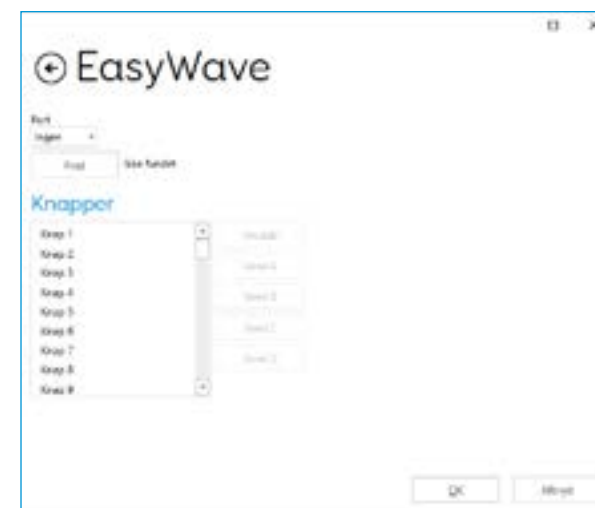 EasyWave
Port
Ingen
Find
Ikke fundet
Knapper
Knap 1
Knap 2
Knap 3
Knap 4
Knap 5
Knap 6
Knap 7
Knap 8
Knap 9
OK
Afbryd